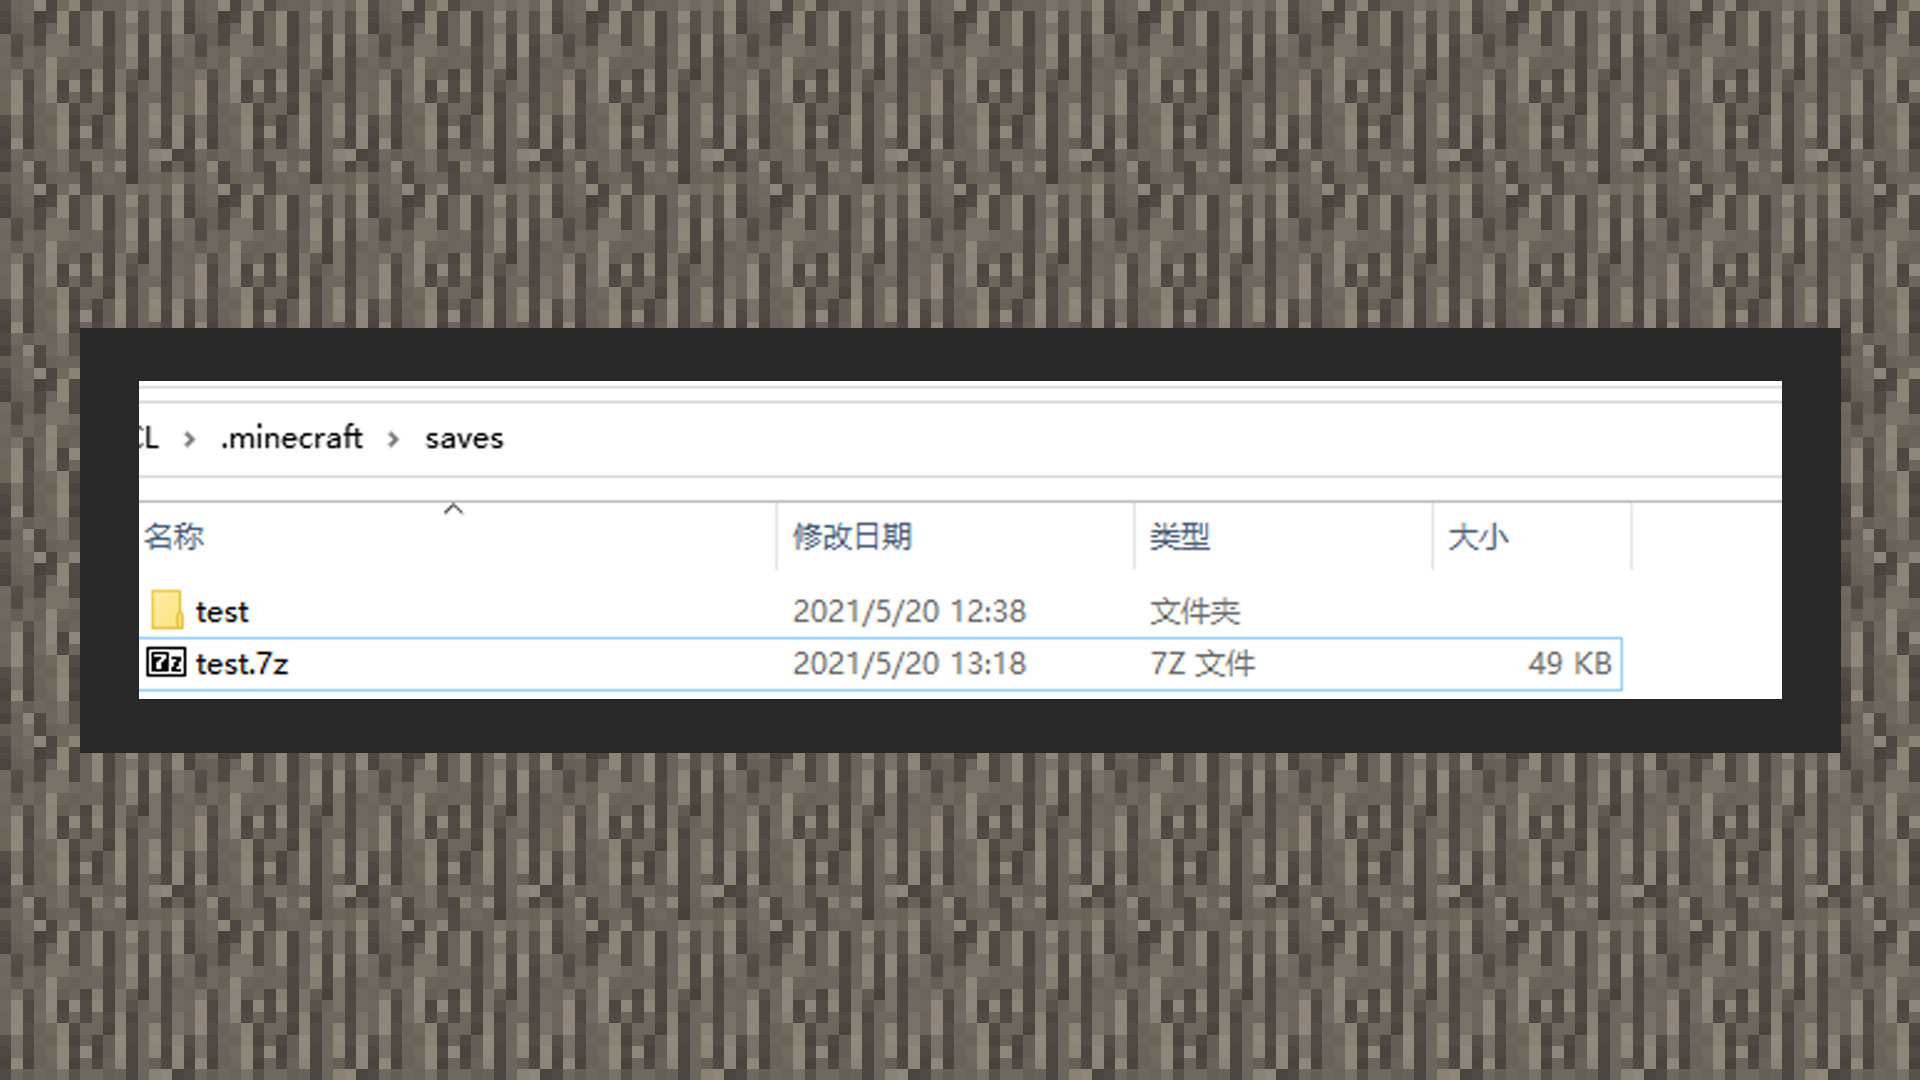 CL > .minecraft > saves
名称 修改日期 类型 大小
test 2021/5/20 12:38 文件夹
7z test.7z 2021/5/20 13:18 7Z 文件 49 KB